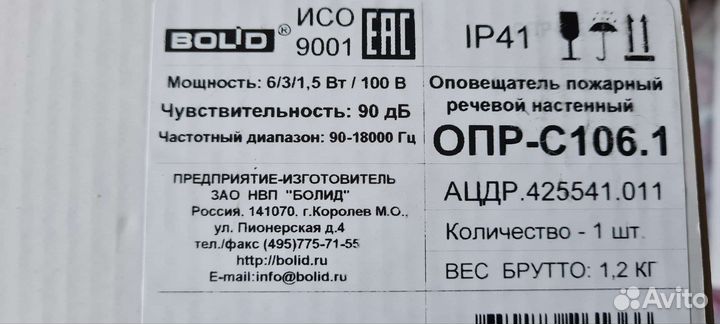 BOLID®
ИСО 9001
EAC
IP41
Мощность: 6/3/1,5 Вт / 100 В
Чувствительность: 90 дБ
Частотный диапазон: 90-18000 Гц
Оповещатель пожарный
речевой настенный
ОПР-С106.1
ПРЕДПРИЯТИЕ-ИЗГОТОВИТЕЛЬ
ЗАО НВП "БОЛИД"
Россия. 141070. г.Королев М.О.,
ул. Пионерская д.4
тел./факс (495)775-71-55
http://bolid.ru
E-mail:info@bolid.ru
АЦДР.425541.011
Количество - 1 шт.
ВЕС БРУТТО: 1,2 КГ
Avito